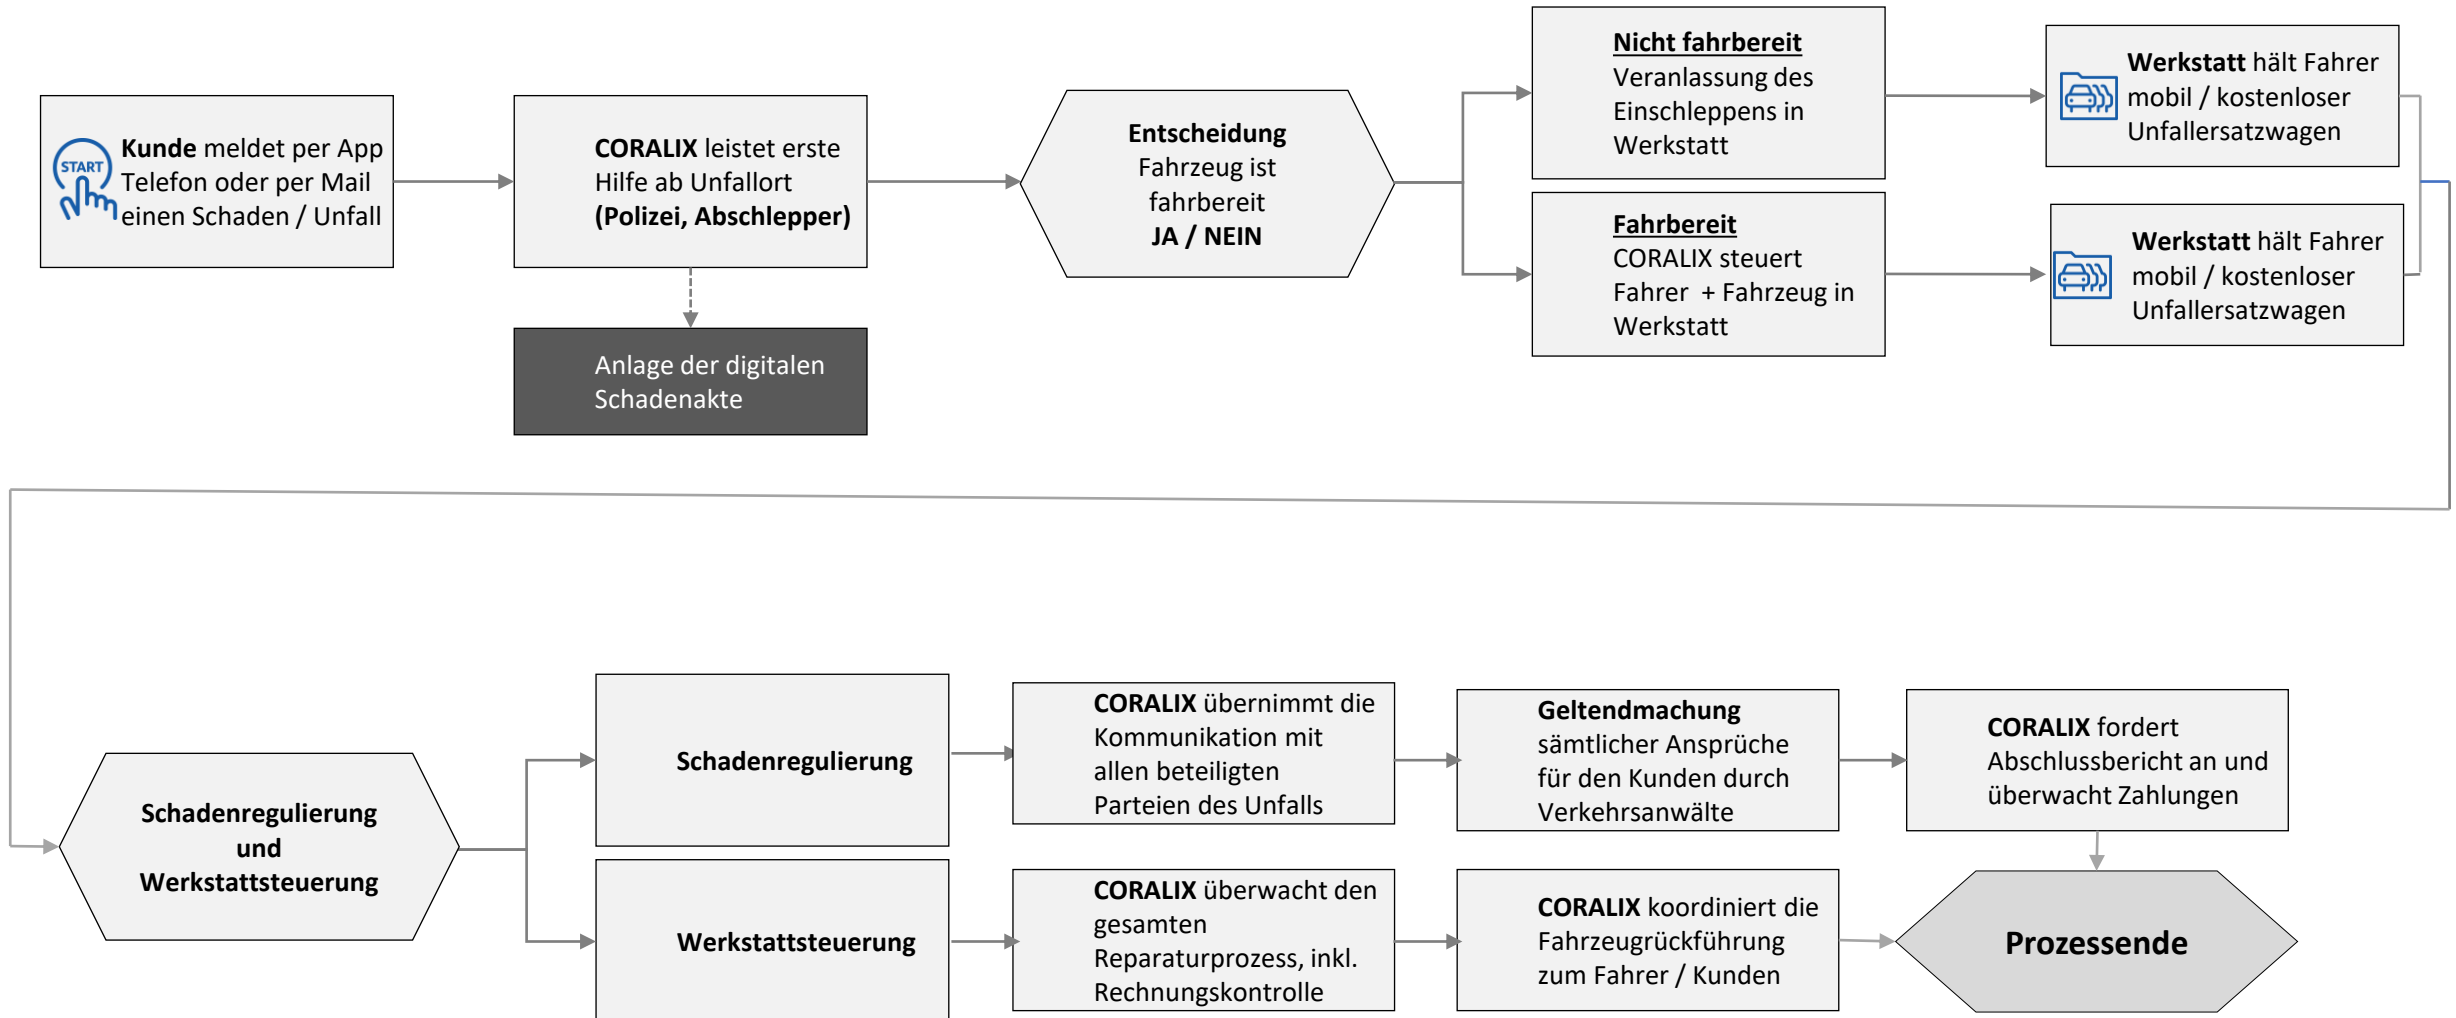 START
Kunde meldet per App
Telefon oder per Mail
einen Schaden / Unfall
CORALIX leistet erste
Hilfe ab Unfallort
(Polizei, Abschlepper)
Anlage der digitalen
Schadenakte
Entscheidung
Fahrzeug ist
fahrbereit
JA / NEIN
Nicht fahrbereit
Veranlassung des
Einschleppens in
Werkstatt
Werkstatt hält Fahrer
mobil / kostenloser
Unfallersatzwagen
Fahrbereit
CORALIX steuert
Fahrer + Fahrzeug in
Werkstatt
Werkstatt hält Fahrer
mobil / kostenloser
Unfallersatzwagen
Schadenregulierung
und
Werkstattsteuerung
Schadenregulierung
CORALIX übernimmt die
Kommunikation mit
allen beteiligten
Parteien des Unfalls
Geltendmachung
sämtlicher Ansprüche
für den Kunden durch
Verkehrsanwälte
CORALIX fordert
Abschlussbericht an und
überwacht Zahlungen
Werkstattsteuerung
CORALIX überwacht den
gesamten
Reparaturprozess, inkl.
Rechnungskontrolle
CORALIX koordiniert die
Fahrzeugrückführung
zum Fahrer / Kunden
Prozessende